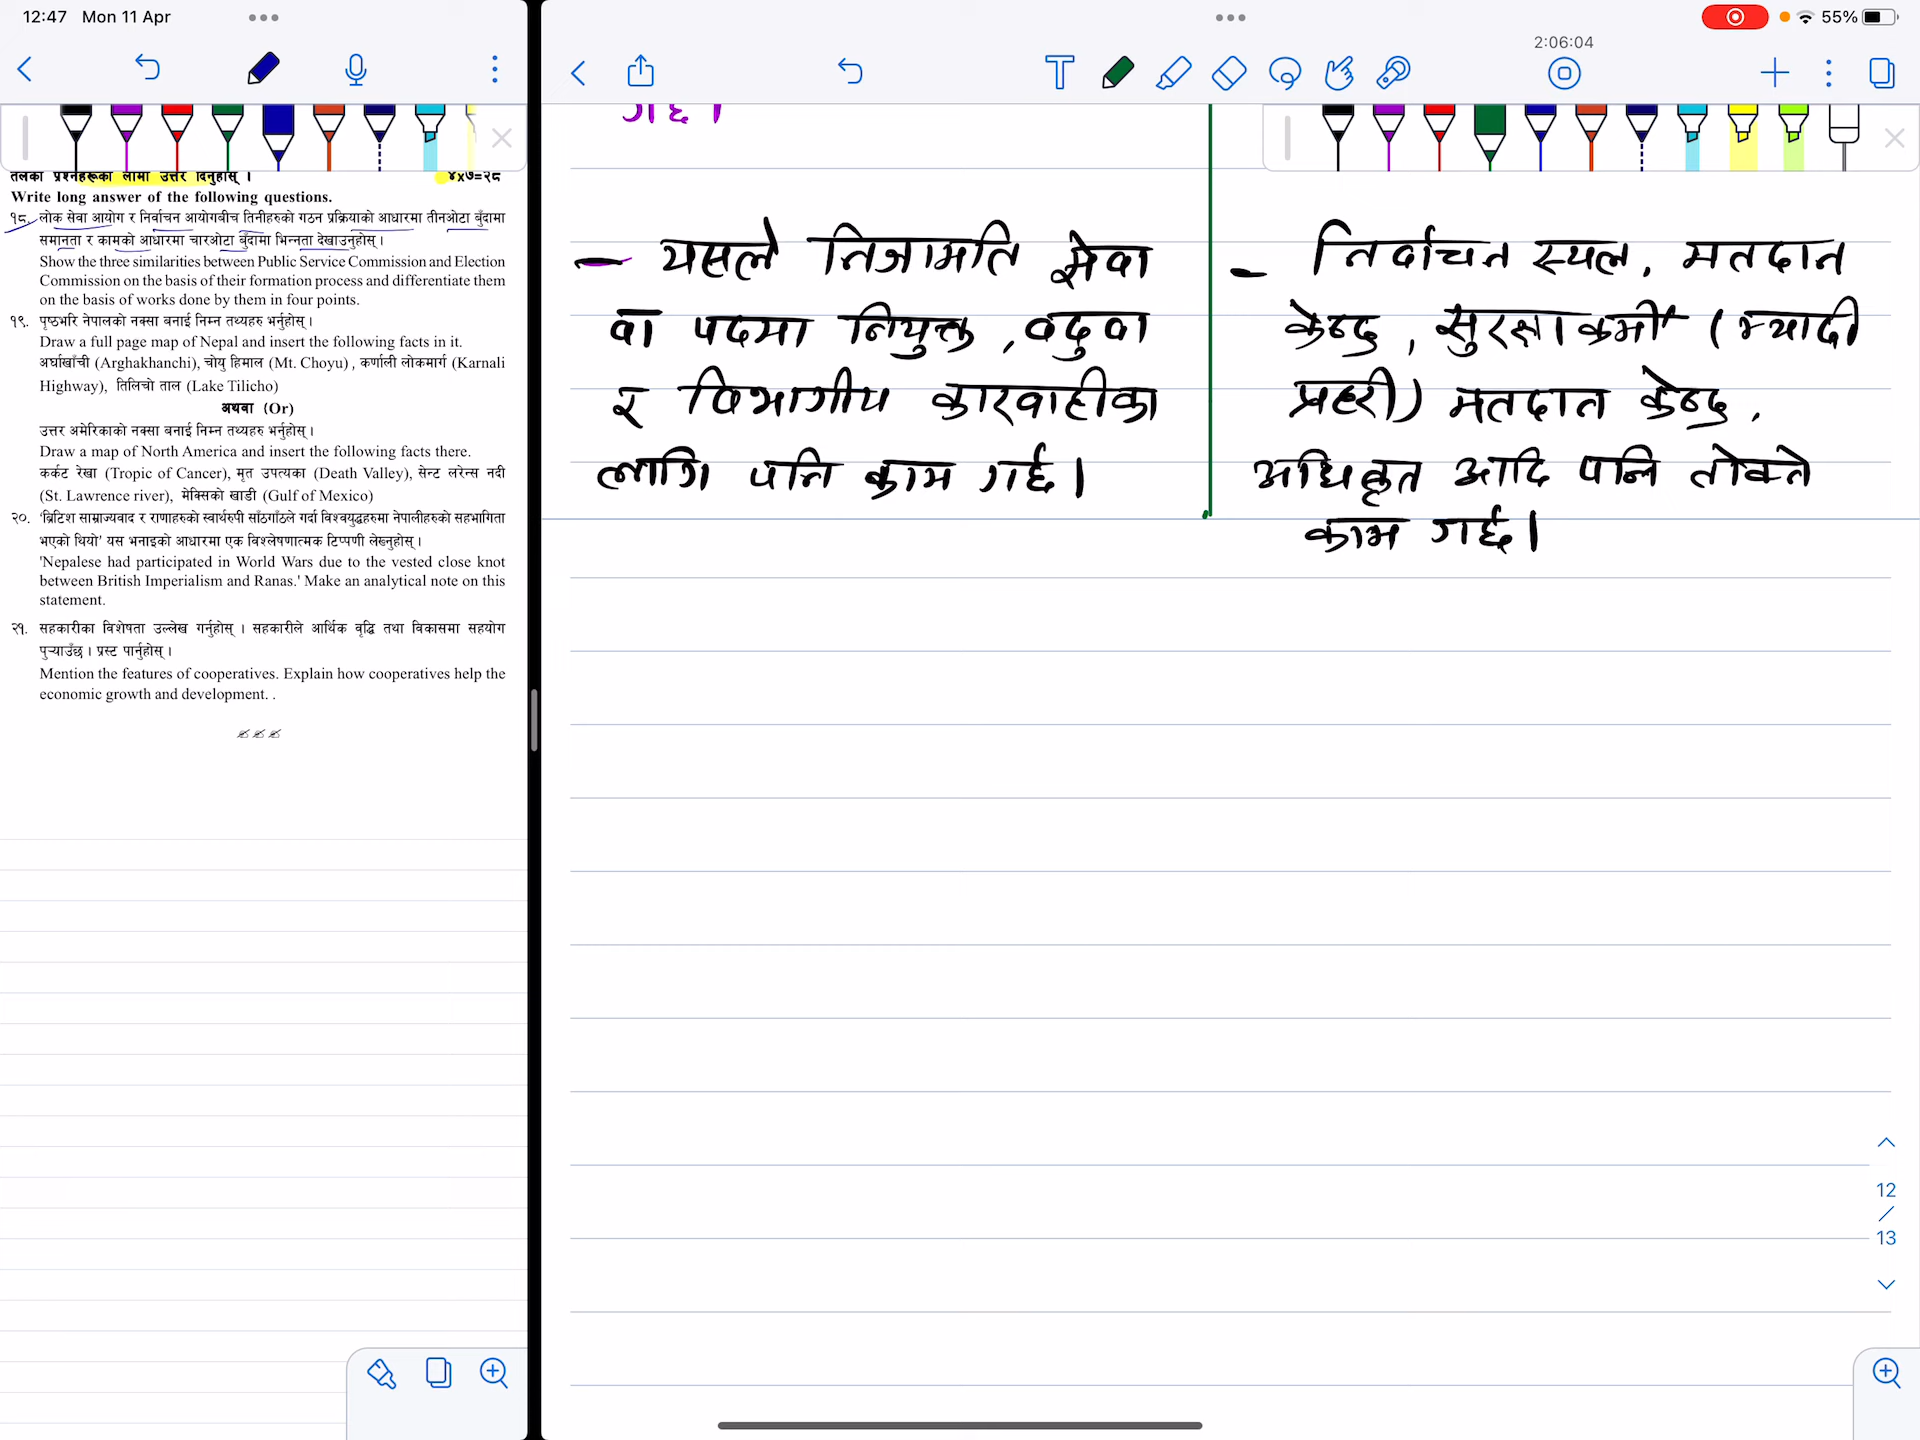 12:47 Mon 11 Apr
55%
2:06:04
T
गर्छ।
तलका प्रश्नहरूको लामो उत्तर दिनुहोस् । ४x७=२८
Write long answer of the following questions.
१८. लोक सेवा आयोग र निर्वाचन आयोगबीच तिनीहरुको गठन प्रक्रियाको आधारमा तीनओटा बुँदामा
समानता र कामको आधारमा चारओटा बुँदामा भिन्नता देखाउनुहोस् ।
Show the three similarities between Public Service Commission and Election
Commission on the basis of their formation process and differentiate them
on the basis of works done by them in four points.
१९. पृष्ठभरि नेपालको नक्सा बनाई निम्न तथ्यहरु भर्नुहोस् ।
Draw a full page map of Nepal and insert the following facts in it.
अर्घाखाँची (Arghakhanchi), चोयु हिमाल (Mt. Choyu) , कर्णाली लोकमार्ग (Karnali
Highway), तिलिचो ताल (Lake Tilicho)
अथवा (Or)
उत्तर अमेरिकाको नक्सा बनाई निम्न तथ्यहरु भर्नुहोस् ।
Draw a map of North America and insert the following facts there.
कर्कट रेखा (Tropic of Cancer), मृत उपत्यका (Death Valley), सेन्ट लरेन्स नदी
(St. Lawrence river), मेक्सिको खाडी (Gulf of Mexico)
२०. 'ब्रिटिश साम्राज्यवाद र राणाहरुको स्वार्थरुपी साँठगाँठले गर्दा विश्वयुद्धहरुमा नेपालीहरुको सहभागिता
भएको थियो' यस भनाइको आधारमा एक विश्लेषणात्मक टिप्पणी लेख्नुहोस् ।
'Nepalese had participated in World Wars due to the vested close knot
between British Imperialism and Ranas.' Make an analytical note on this
statement.
२१. सहकारीका विशेषता उल्लेख गर्नुहोस् । सहकारीले आर्थिक वृद्धि तथा विकासमा सहयोग
पुऱ्याउँछ । प्रस्ट पार्नुहोस् ।
Mention the features of cooperatives. Explain how cooperatives help the
economic growth and development. .
– यसले निजामति सेवा
वा पदमा नियुक्त , बढुवा
र विभागीय कारवाहीका
लागि पनि काम गर्छ।
– निर्वाचन स्थल, मतदान
केन्द्र , सुरक्षाकर्मी (म्यादी
प्रहरी) मतदान केन्द्र ,
अधिकृत आदि पनि तोक्ने
काम गर्छ।
12
/
13